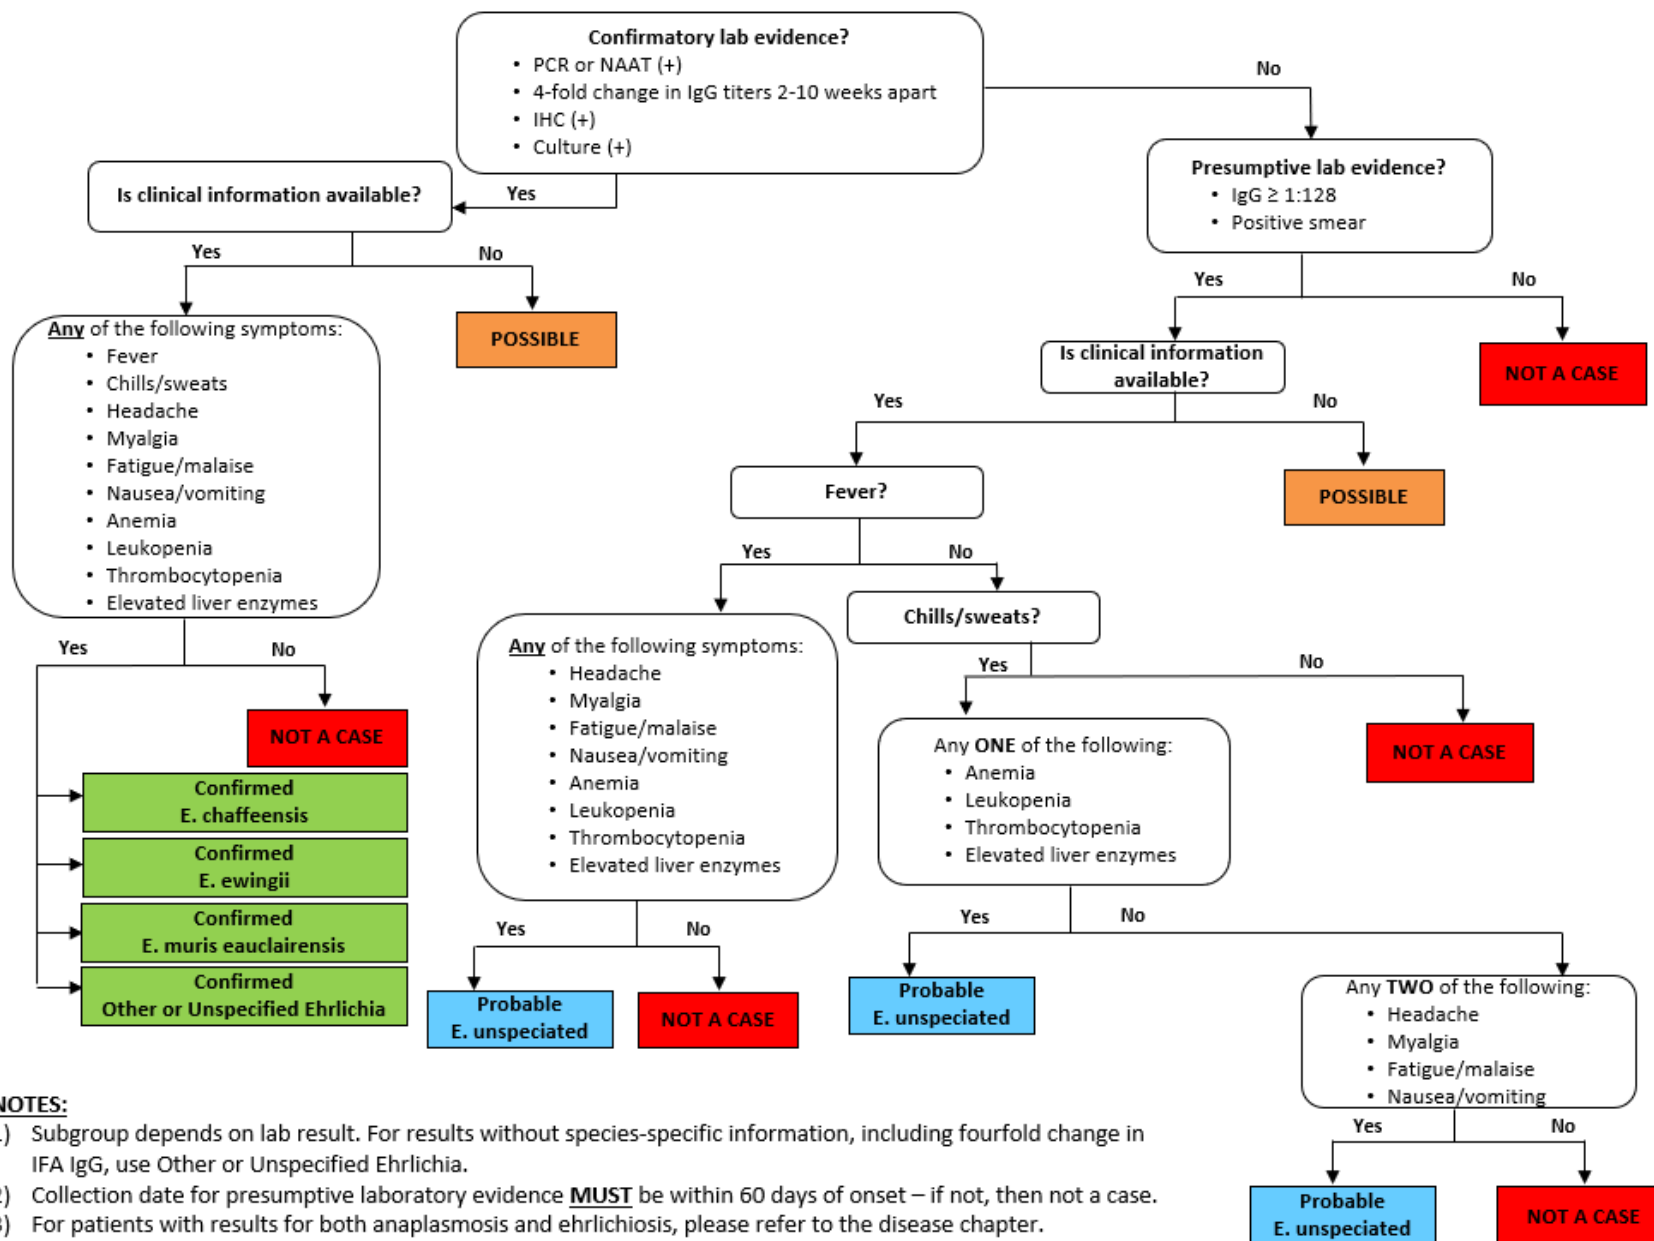 Confirmatory lab evidence?
• PCR or NAAT (+)
• 4-fold change in IgG titers 2-10 weeks apart
• IHC (+)
• Culture (+)
No
Yes
Presumptive lab evidence?
• IgG ≥ 1:128
• Positive smear
Is clinical information available?
Yes
No
POSSIBLE
Any of the following symptoms:
• Fever
• Chills/sweats
• Headache
• Myalgia
• Fatigue/malaise
• Nausea/vomiting
• Anemia
• Leukopenia
• Thrombocytopenia
• Elevated liver enzymes
Yes
No
NOT A CASE
Confirmed
E. chaffeensis
Confirmed
E. ewingii
Confirmed
E. muris eauclairensis
Confirmed
Other or Unspecified Ehrlichia
Yes
No
NOT A CASE
Is clinical information
available?
Yes
No
POSSIBLE
Fever?
Yes
No
Any of the following symptoms:
• Headache
• Myalgia
• Fatigue/malaise
• Nausea/vomiting
• Anemia
• Leukopenia
• Thrombocytopenia
• Elevated liver enzymes
Yes
No
Probable
E. unspeciated
NOT A CASE
Chills/sweats?
Yes
No
NOT A CASE
Any ONE of the following:
• Anemia
• Leukopenia
• Thrombocytopenia
• Elevated liver enzymes
Yes
No
Probable
E. unspeciated
Any TWO of the following:
• Headache
• Myalgia
• Fatigue/malaise
• Nausea/vomiting
Yes
No
Probable
E. unspeciated
NOT A CASE
NOTES:
1) Subgroup depends on lab result. For results without species-specific information, including fourfold change in
IFA IgG, use Other or Unspecified Ehrlichia.
2) Collection date for presumptive laboratory evidence MUST be within 60 days of onset – if not, then not a case.
3) For patients with results for both anaplasmosis and ehrlichiosis, please refer to the disease chapter.